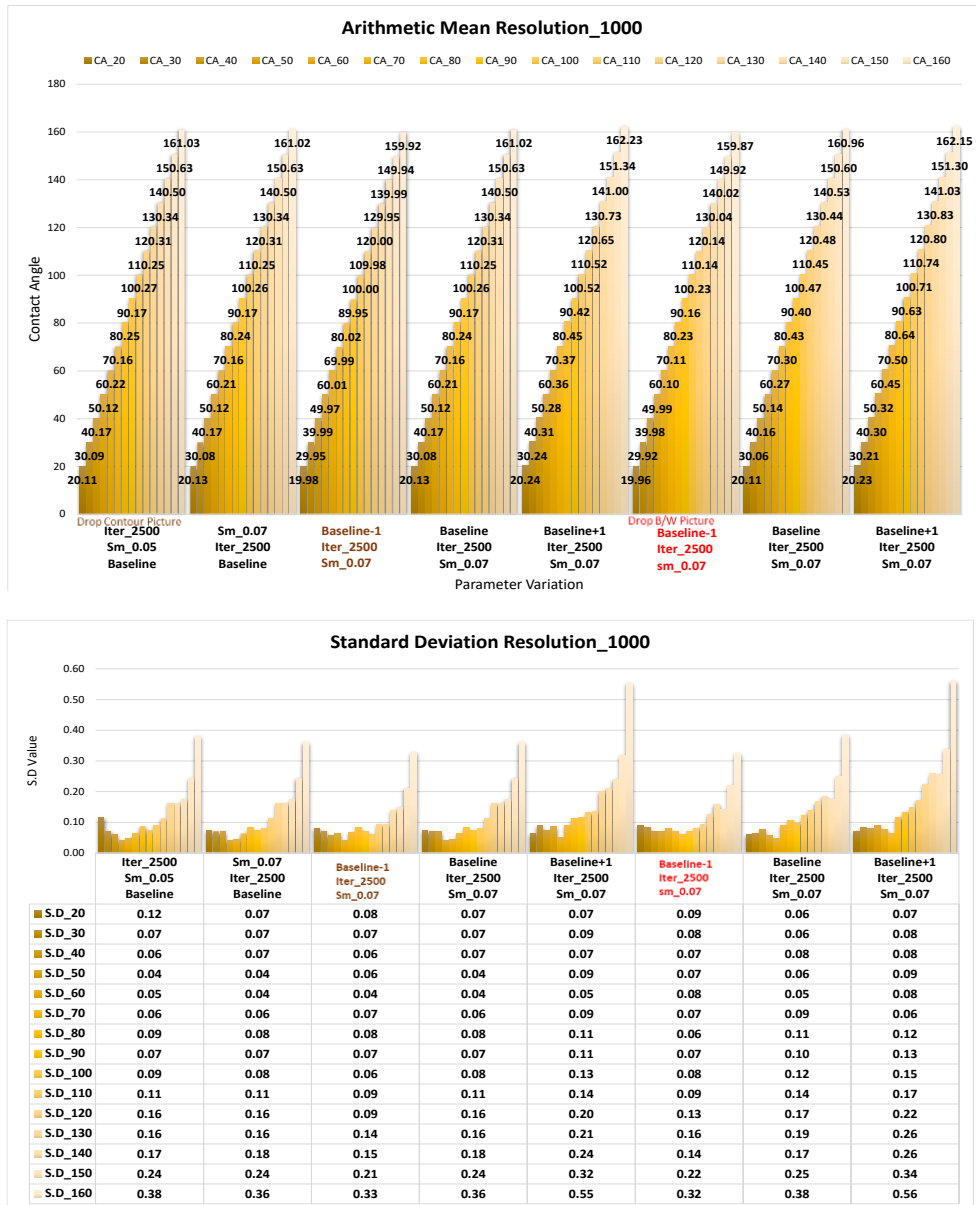 Arithmetic Mean Resolution_1000
CA_20 CA_30 CA_40 CA_50 CA_60 CA_70 CA_80 CA_90 CA_100 CA_110 CA_120 CA_130 CA_140 CA_150 CA_160
Contact Angle
180
160
140
120
100
80
60
40
20
0
161.03 161.02 159.92 161.02 162.23 159.87 160.96 162.15
150.63 150.63 149.94 150.63 151.34 149.92 150.60 151.30
140.50 140.50 139.99 140.50 141.00 140.02 140.53 141.03
130.34 130.34 129.95 130.34 130.73 130.04 130.44 130.83
120.31 120.31 120.00 120.31 120.65 120.14 120.48 120.80
110.25 110.25 109.98 110.25 110.52 110.14 110.45 110.74
100.27 100.26 100.00 100.26 100.52 100.23 100.47 100.71
90.17 90.17 89.95 90.17 90.42 90.16 90.40 90.63
80.25 80.24 80.02 80.24 80.45 80.23 80.43 80.64
70.16 70.16 69.99 70.16 70.37 70.11 70.30 70.50
60.22 60.21 60.01 60.21 60.36 60.10 60.27 60.45
50.12 50.12 49.97 50.12 50.28 49.99 50.14 50.32
40.17 40.17 39.99 40.17 40.31 39.98 40.16 40.30
30.09 30.08 29.95 30.08 30.24 29.92 30.06 30.21
20.11 20.13 19.98 20.13 20.24 19.96 20.11 20.23
Drop Contour Picture Drop B/W Picture
Iter_2500 Sm_0.07 Baseline-1 Baseline Baseline+1 Baseline-1 Baseline Baseline+1
Sm_0.05 Iter_2500 Iter_2500 Iter_2500 Iter_2500 Iter_2500 Iter_2500 Iter_2500
Baseline Baseline Sm_0.07 Sm_0.07 Sm_0.07 sm_0.07 Sm_0.07 Sm_0.07
Parameter Variation
Standard Deviation Resolution_1000
S.D Value
0.60
0.50
0.40
0.30
0.20
0.10
0.00
Iter_2500 Sm_0.07 Baseline-1 Baseline Baseline+1 Baseline-1 Baseline Baseline+1
Sm_0.05 Iter_2500 Iter_2500 Iter_2500 Iter_2500 Iter_2500 Iter_2500 Iter_2500
Baseline Baseline Sm_0.07 Sm_0.07 Sm_0.07 sm_0.07 Sm_0.07 Sm_0.07
S.D_20 0.12 0.07 0.08 0.07 0.07 0.09 0.06 0.07
S.D_30 0.07 0.07 0.07 0.07 0.09 0.08 0.06 0.08
S.D_40 0.06 0.07 0.06 0.07 0.07 0.07 0.08 0.08
S.D_50 0.04 0.04 0.06 0.04 0.09 0.07 0.06 0.09
S.D_60 0.05 0.04 0.04 0.04 0.05 0.08 0.05 0.08
S.D_70 0.06 0.06 0.07 0.06 0.09 0.07 0.09 0.06
S.D_80 0.09 0.08 0.08 0.08 0.11 0.06 0.11 0.12
S.D_90 0.07 0.07 0.07 0.07 0.11 0.07 0.10 0.13
S.D_100 0.09 0.08 0.06 0.08 0.13 0.08 0.12 0.15
S.D_110 0.11 0.11 0.09 0.11 0.14 0.09 0.14 0.17
S.D_120 0.16 0.16 0.09 0.16 0.20 0.13 0.17 0.22
S.D_130 0.16 0.16 0.14 0.16 0.21 0.16 0.19 0.26
S.D_140 0.17 0.18 0.15 0.18 0.24 0.14 0.17 0.26
S.D_150 0.24 0.24 0.21 0.24 0.32 0.22 0.25 0.34
S.D_160 0.38 0.36 0.33 0.36 0.55 0.32 0.38 0.56